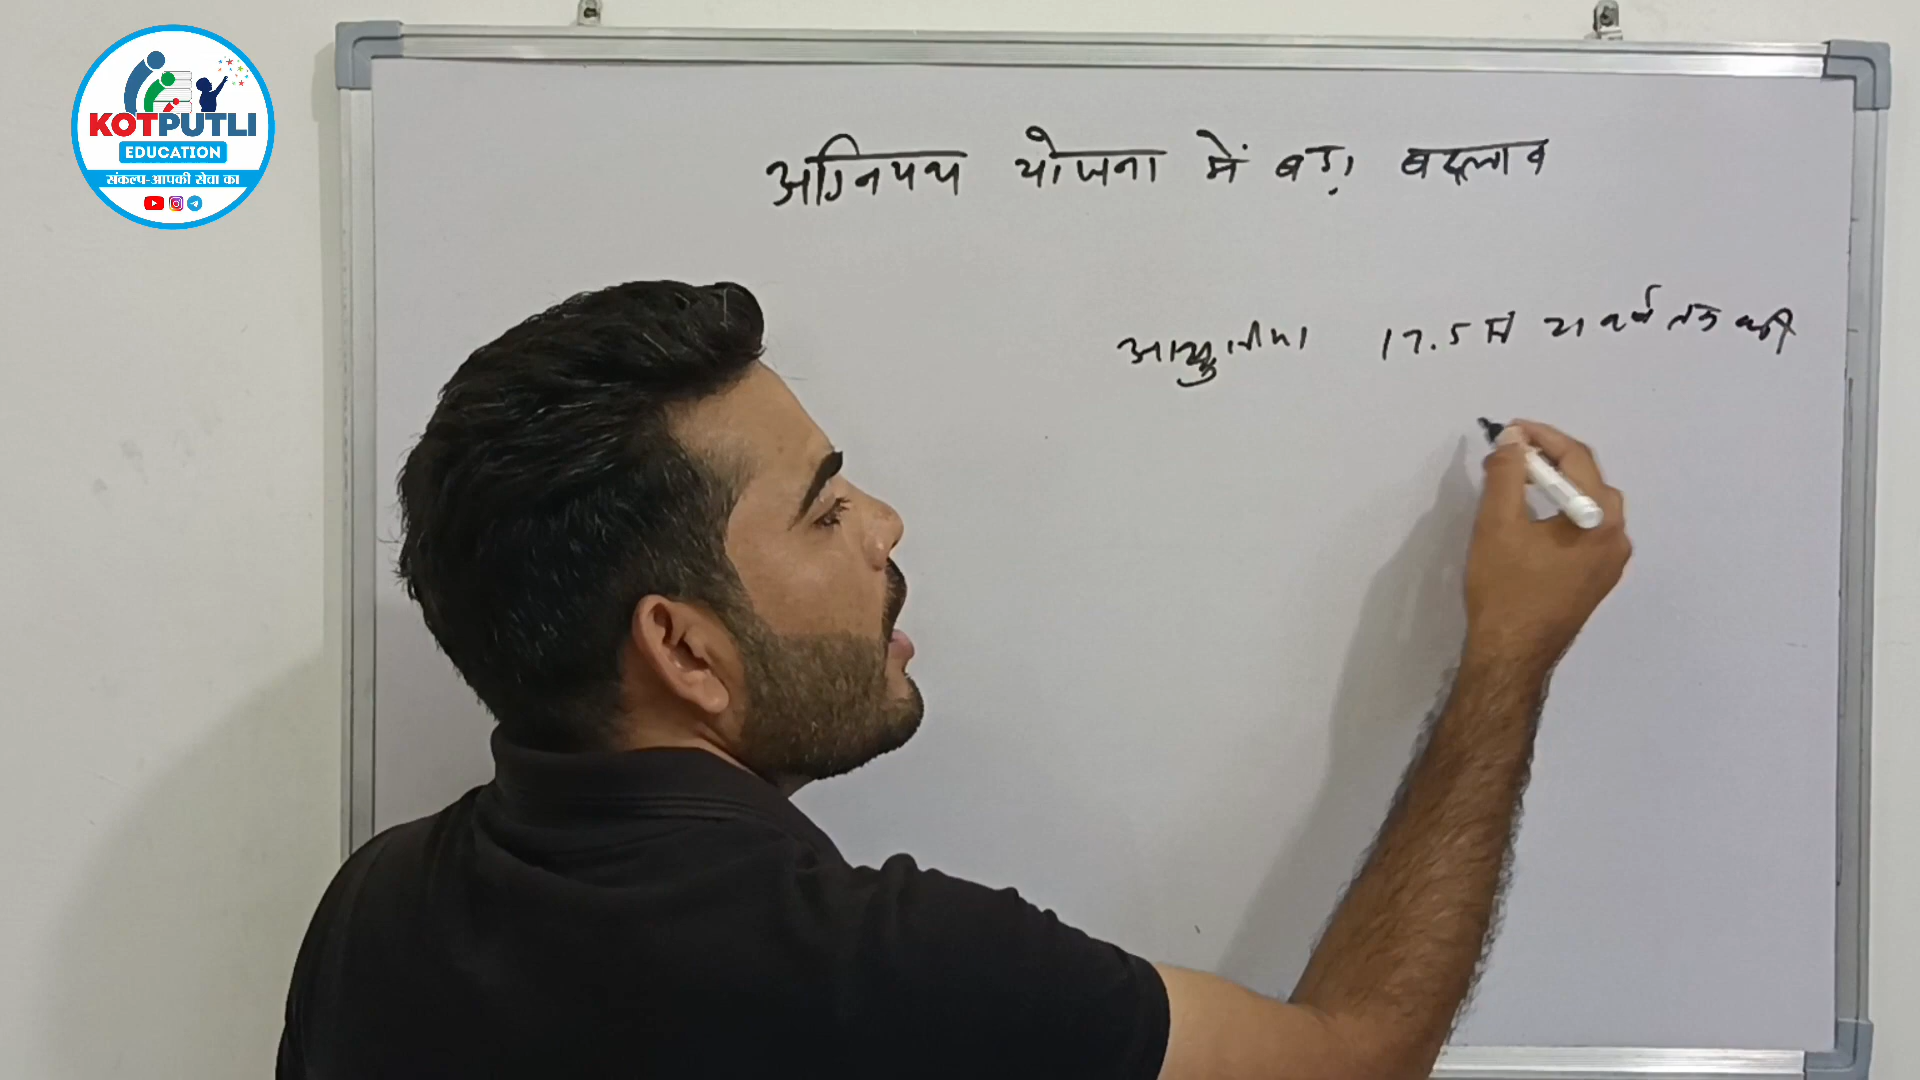 KOTPUTLI
EDUCATION
संकल्प-आपकी सेवा का
अग्निपथ योजना में बड़ा बदलाव
आयु सीमा 17.5 से 21 वर्ष तक की